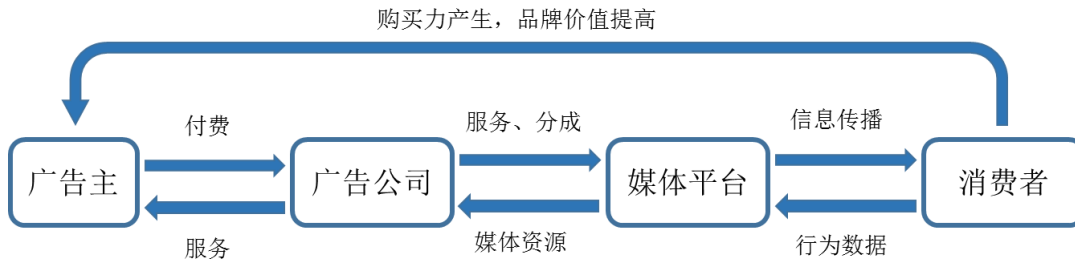 购买力产生，品牌价值提高
付费
服务、分成
信息传播
广告主
广告公司
媒体平台
消费者
服务
媒体资源
行为数据